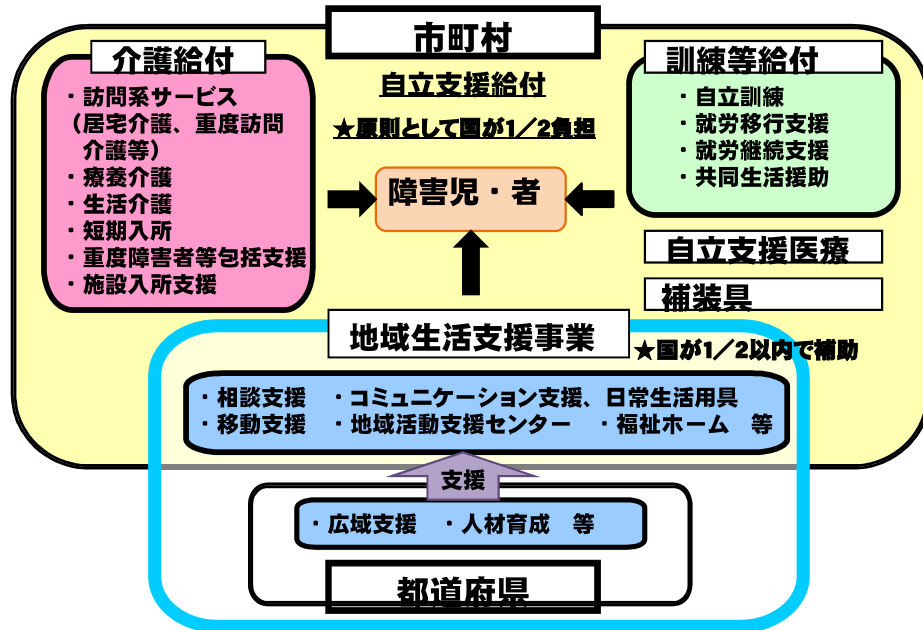 市町村
介護給付
・訪問系サービス
（居宅介護、重度訪問
介護等）
・療養介護
・生活介護
・短期入所
・重度障害者等包括支援
・施設入所支援
自立支援給付
★原則として国が1／2負担
障害児・者
訓練等給付
・自立訓練
・就労移行支援
・就労継続支援
・共同生活援助
自立支援医療
補装具
地域生活支援事業
★国が1／2以内で補助
・相談支援　・コミュニケーション支援、日常生活用具
・移動支援　・地域活動支援センター　・福祉ホーム　等
支援
・広域支援　・人材育成　等
都道府県